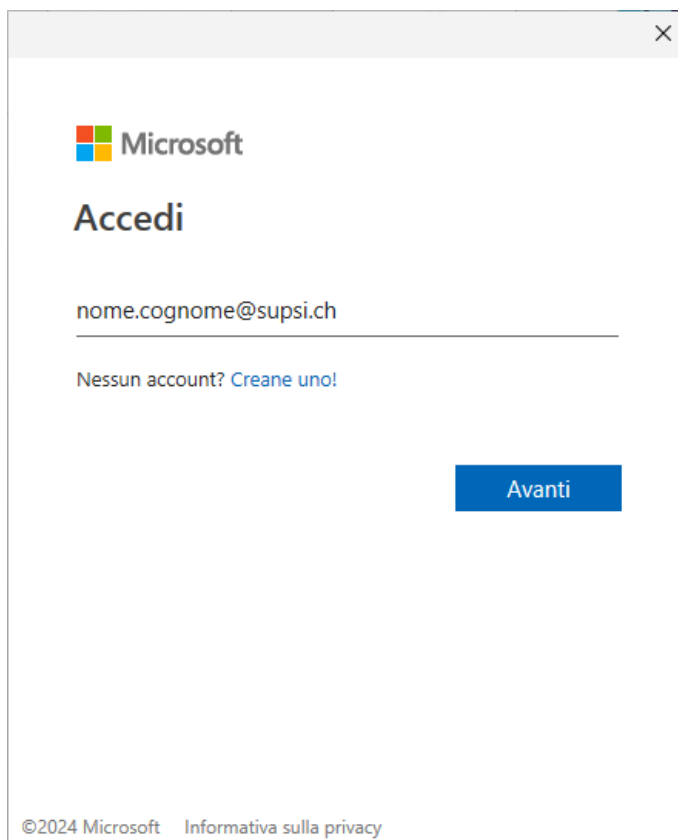 Microsoft
Accedi
nome.cognome@supsi.ch
Nessun account? Creane uno!
Avanti
©2024 Microsoft Informativa sulla privacy